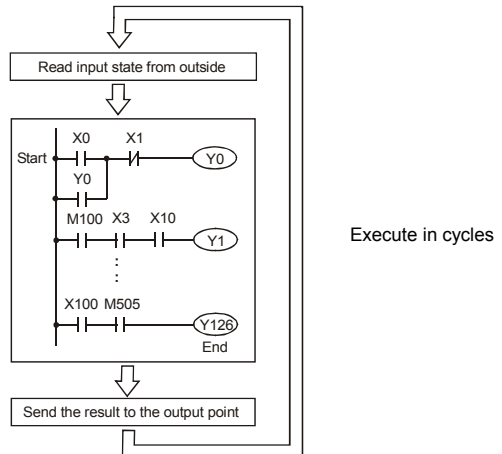 Read input state from outside
X0 X1
Start Y0
Y0
M100 X3 X10
Y1
Execute in cycles
X100 M505
Y126
End
Send the result to the output point